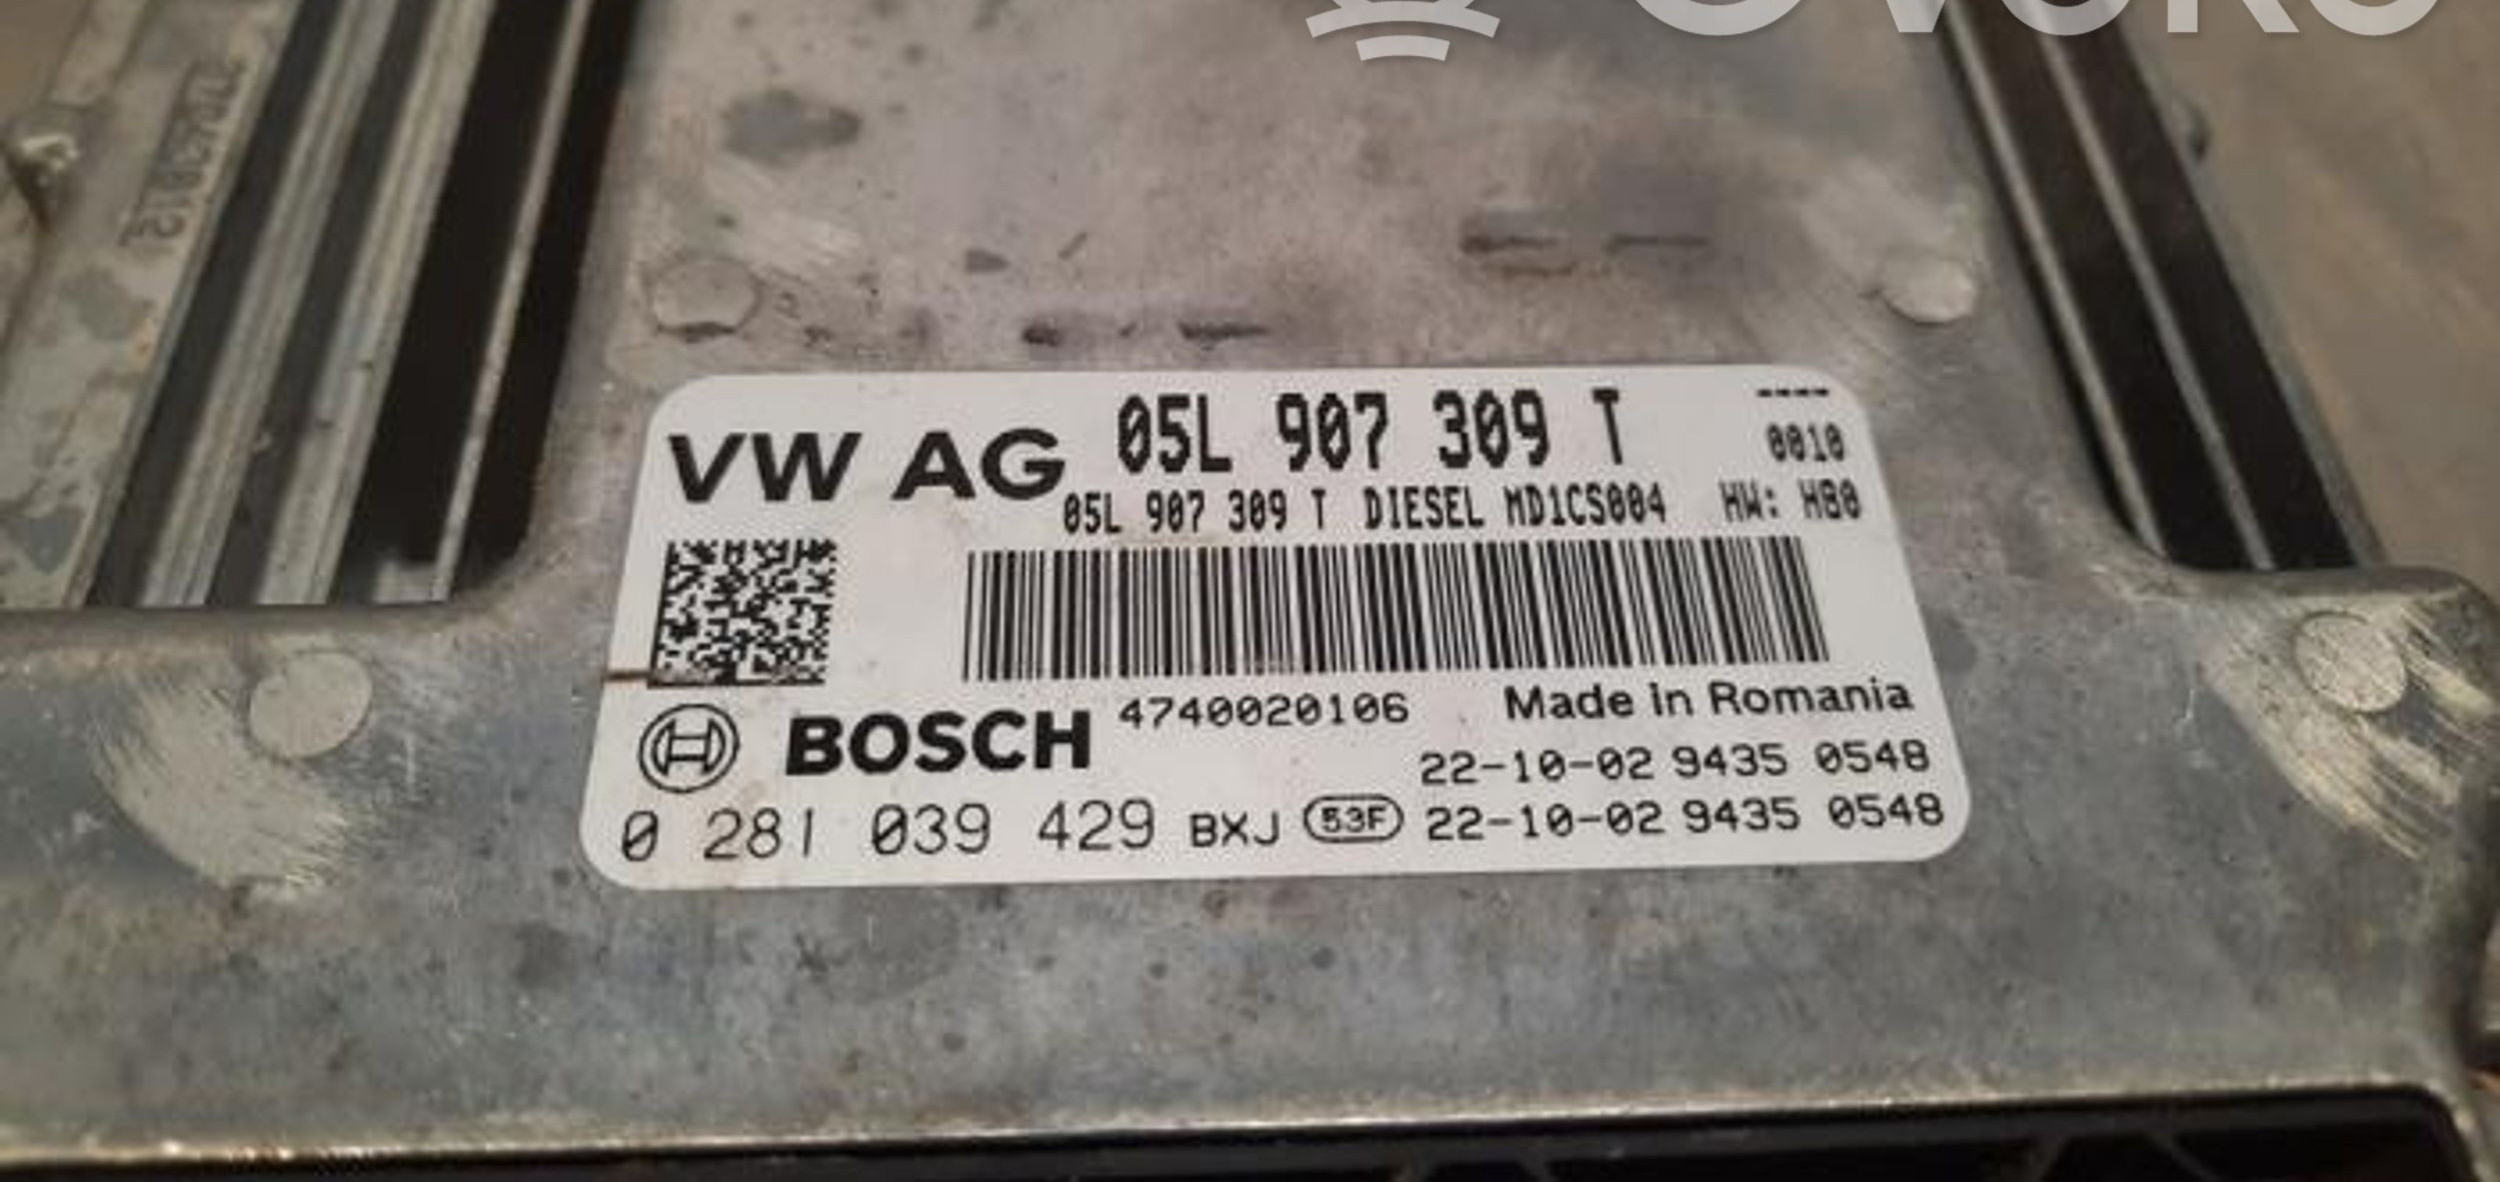 VW AG 05L 907 309 T ----
0010
05L 907 309 T DIESEL MD1CS004 HW: H80
BOSCH 4740020106 Made in Romania
22-10-02 9435 0548
0 281 039 429 BXJ 53F 22-10-02 9435 0548